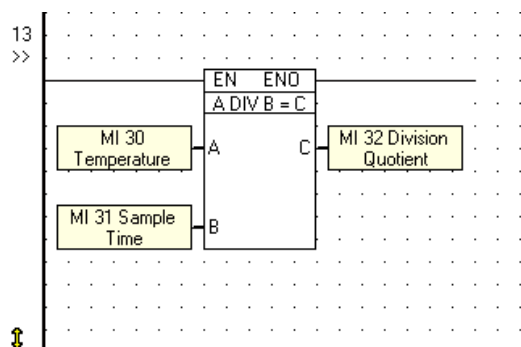 13
>>
EN ENO
A DIV B = C
MI 30
Temperature
A
C
MI 32 Division
Quotient
MI 31 Sample
Time
B